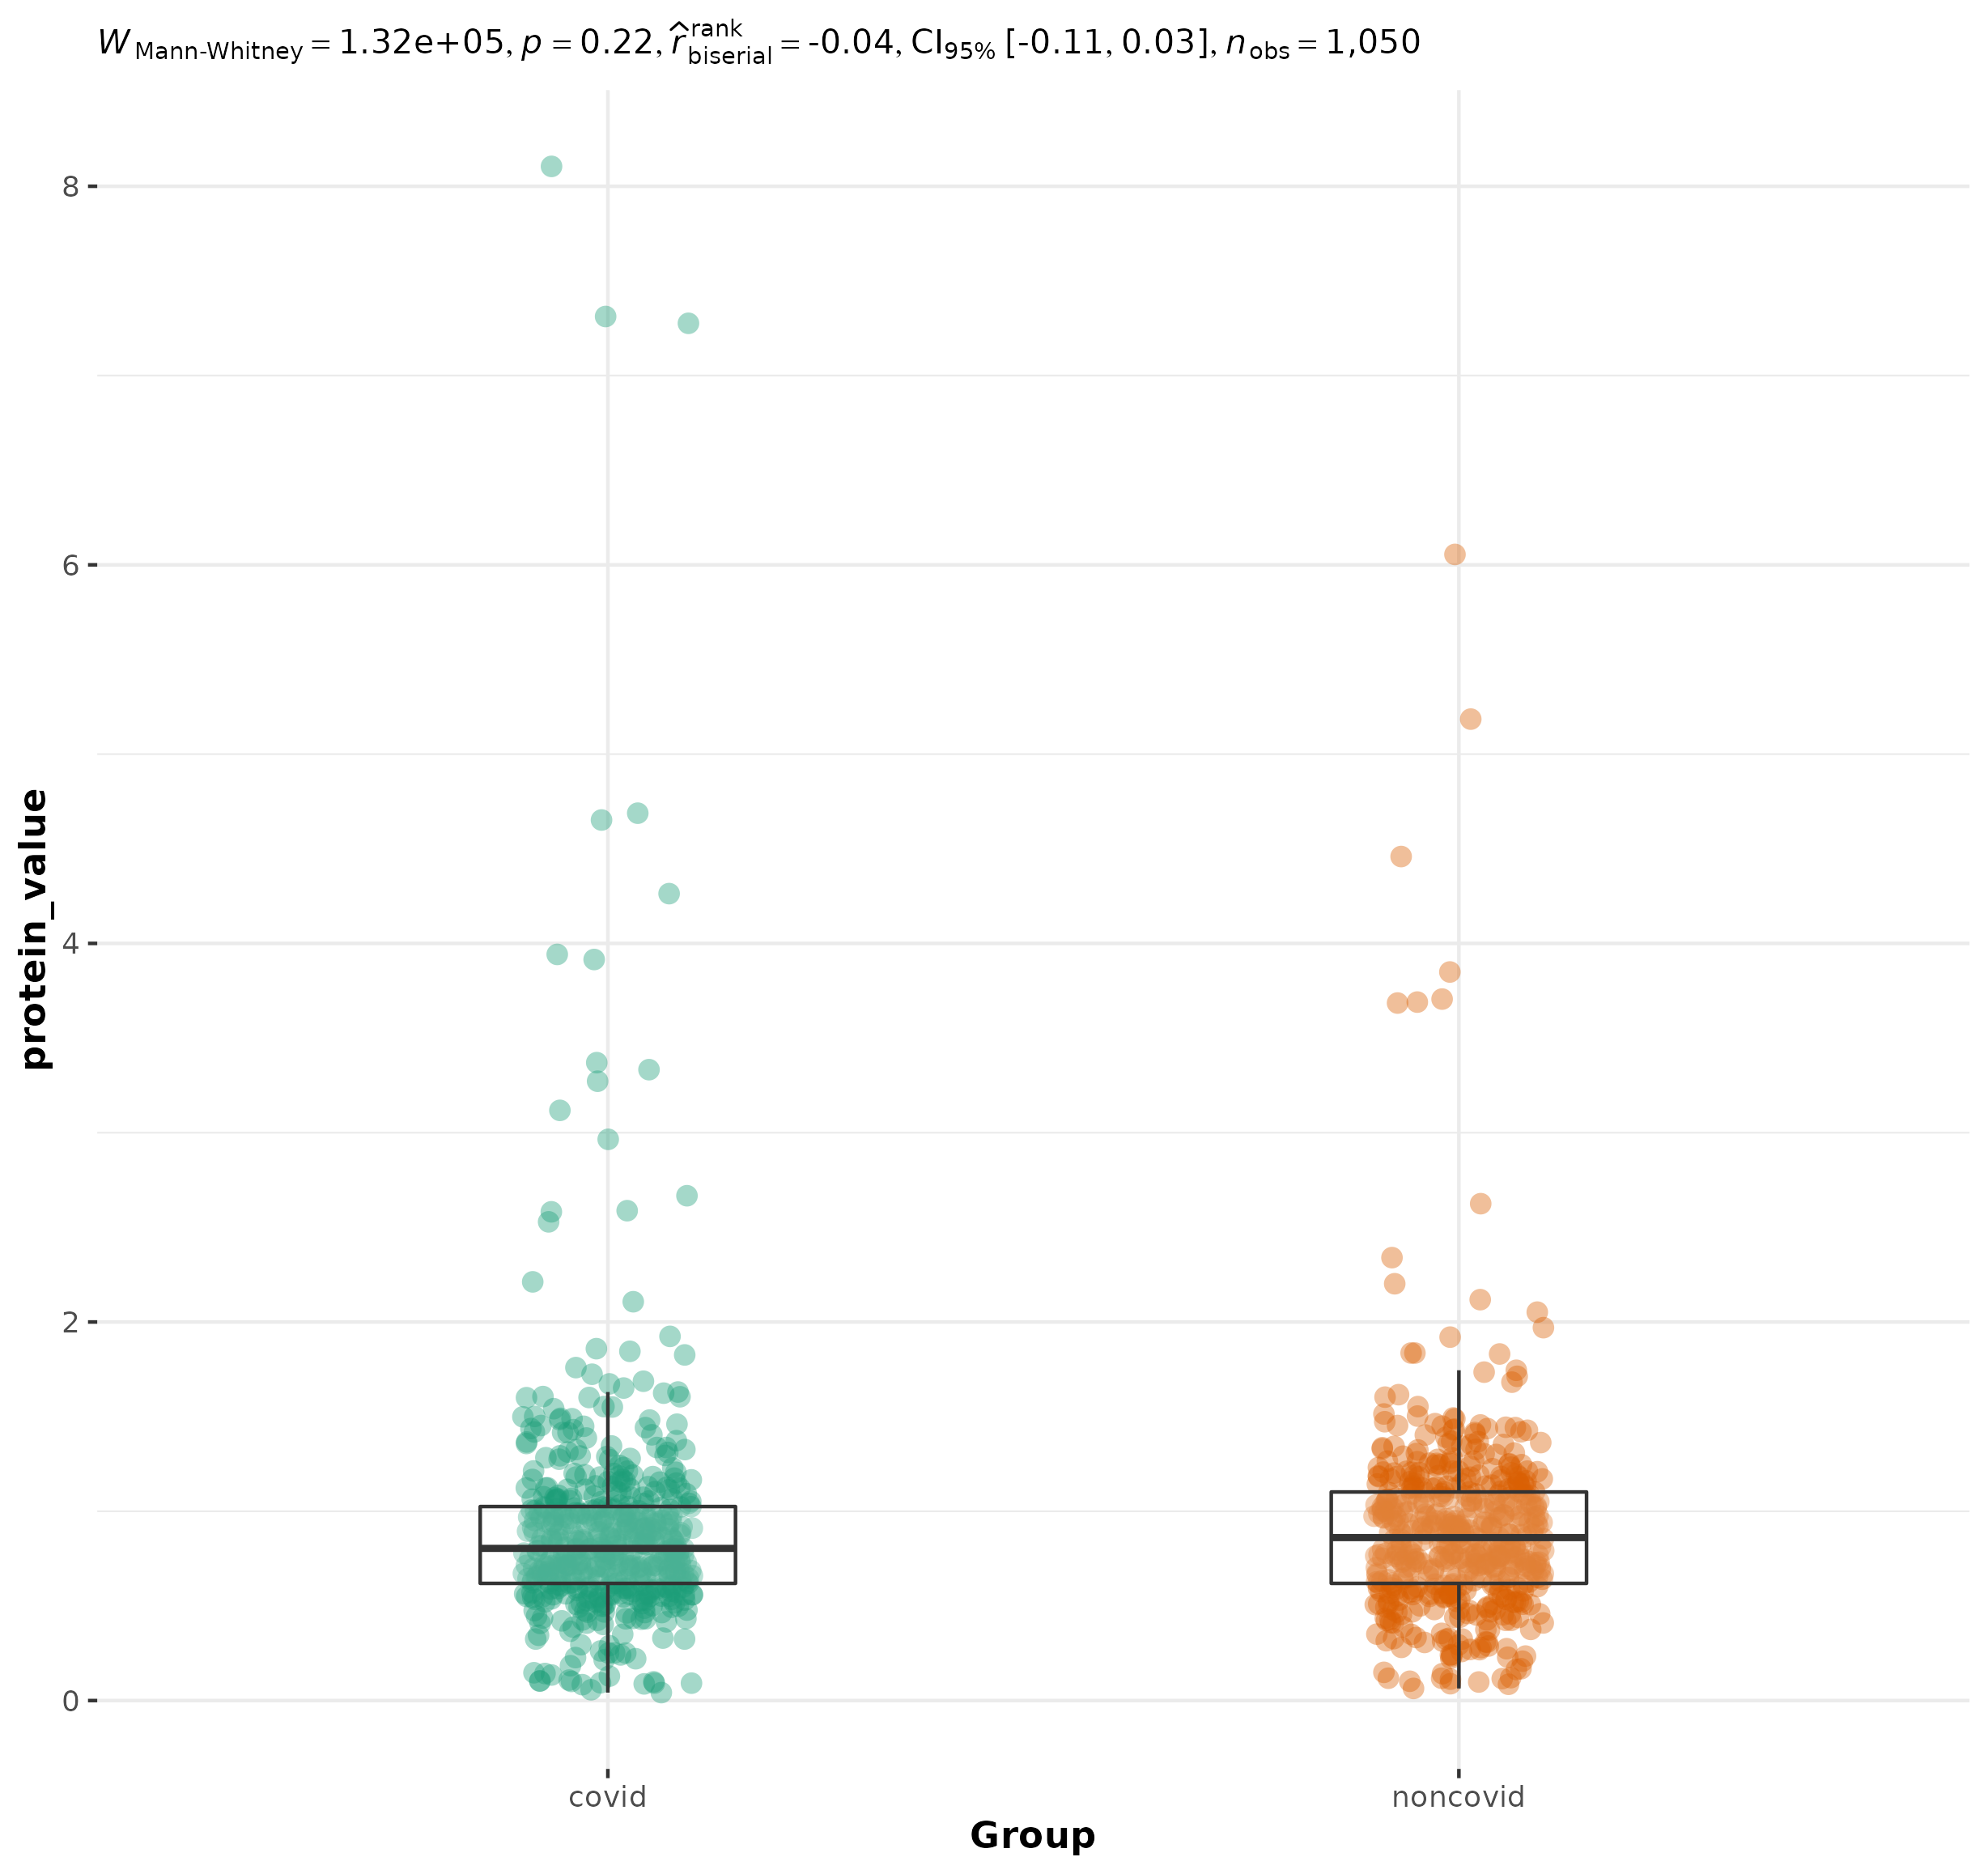 W Mann-Whitney = 1.32e+05, p = 0.22, r̂ rank biserial = -0.04, CI95% [-0.11, 0.03], nobs = 1,050
8
6
4
2
0
protein_value
covid noncovid
Group